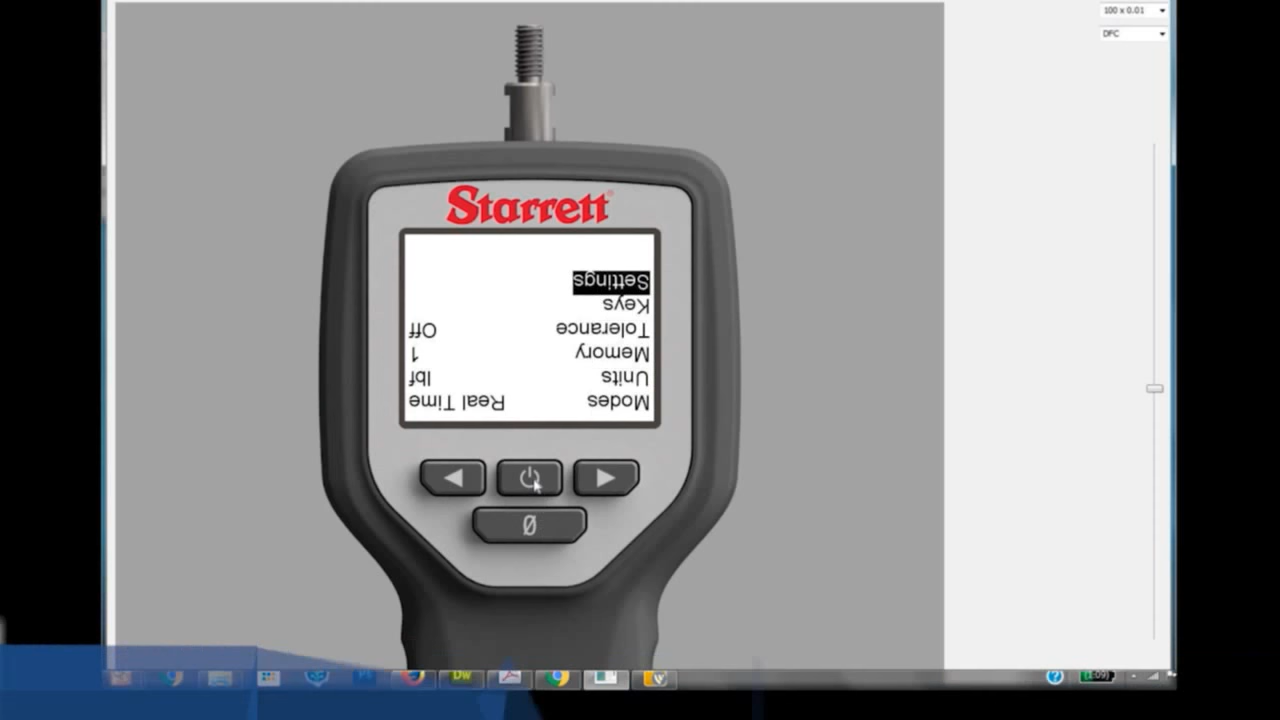 100 x 0.01
DFC
Starrett
Modes Real Time
Units lbf
Memory 1
Tolerance Off
Keys
Settings
Ø
Dw